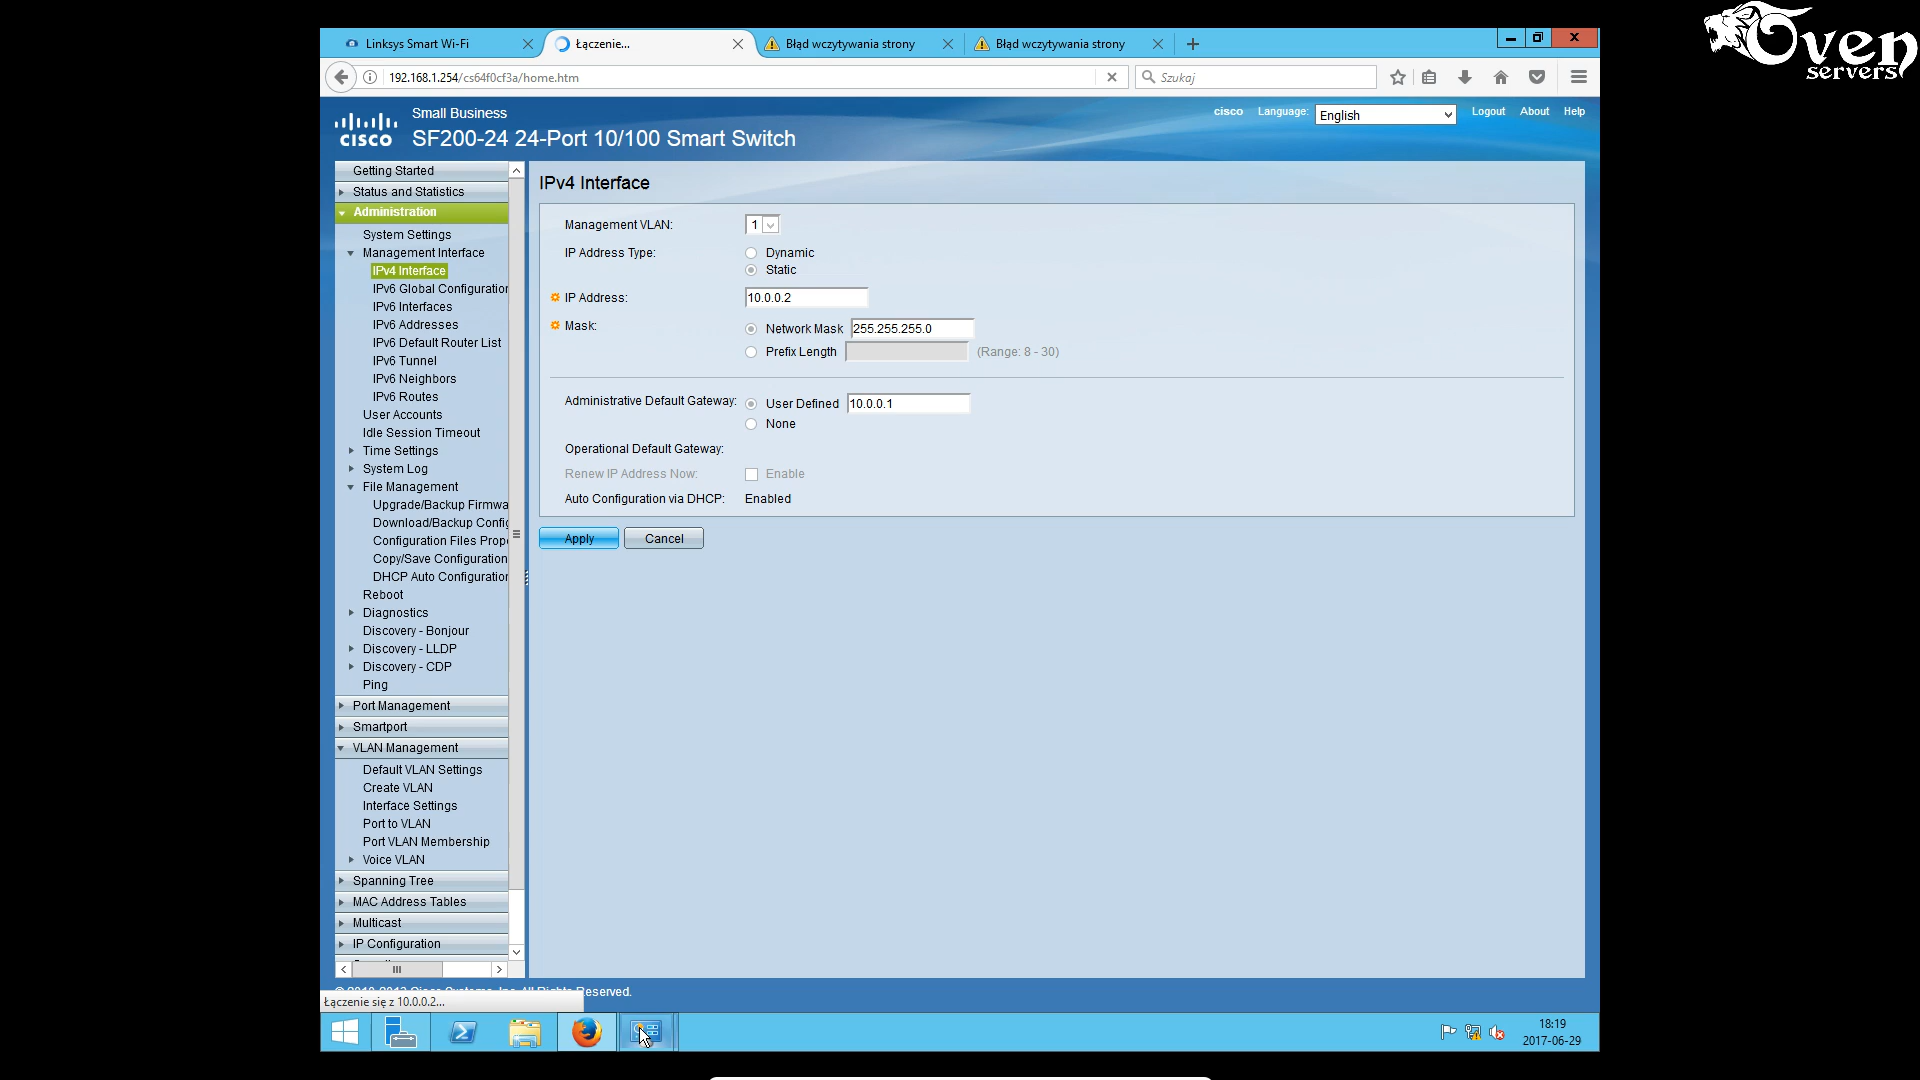 Oven
servers
Linksys Smart Wi-Fi
Łączenie...
Błąd wczytywania strony
Błąd wczytywania strony
192.168.1.254/cs64f0cf3a/home.htm
Szukaj
Small Business
cisco
SF200-24 24-Port 10/100 Smart Switch
cisco
Language:
English
Logout
About
Help
Getting Started
Status and Statistics
Administration
System Settings
Management Interface
IPv4 Interface
IPv6 Global Configuration
IPv6 Interfaces
IPv6 Addresses
IPv6 Default Router List
IPv6 Tunnel
IPv6 Neighbors
IPv6 Routes
User Accounts
Idle Session Timeout
Time Settings
System Log
File Management
Upgrade/Backup Firmwa
Download/Backup Config
Configuration Files Prope
Copy/Save Configuration
DHCP Auto Configuration
Reboot
Diagnostics
Discovery - Bonjour
Discovery - LLDP
Discovery - CDP
Ping
Port Management
Smartport
VLAN Management
Default VLAN Settings
Create VLAN
Interface Settings
Port to VLAN
Port VLAN Membership
Voice VLAN
Spanning Tree
MAC Address Tables
Multicast
IP Configuration
IPv4 Interface
Management VLAN: 1
IP Address Type: Dynamic
Static
IP Address: 10.0.0.2
Mask: Network Mask 255.255.255.0
Prefix Length (Range: 8 - 30)
Administrative Default Gateway: User Defined 10.0.0.1
None
Operational Default Gateway:
Renew IP Address Now: Enable
Auto Configuration via DHCP: Enabled
Apply Cancel
Reserved.
Łączenie się z 10.0.0.2...
18:19
2017-06-29